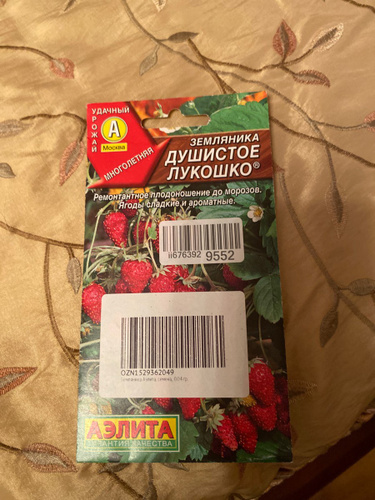 УДАЧНЫЙ
УРОЖАЙ
А
Москва
МНОГОЛЕТНЯЯ
ЗЕМЛЯНИКА
ДУШИСТОЕ
ЛУКОШКО®
Ремонтантное плодоношение до морозов.
Ягоды сладкие и ароматные.
ii676392 9552
OZN1529362049
АЭЛИТА
ГАРАНТИЯ КАЧЕСТВА